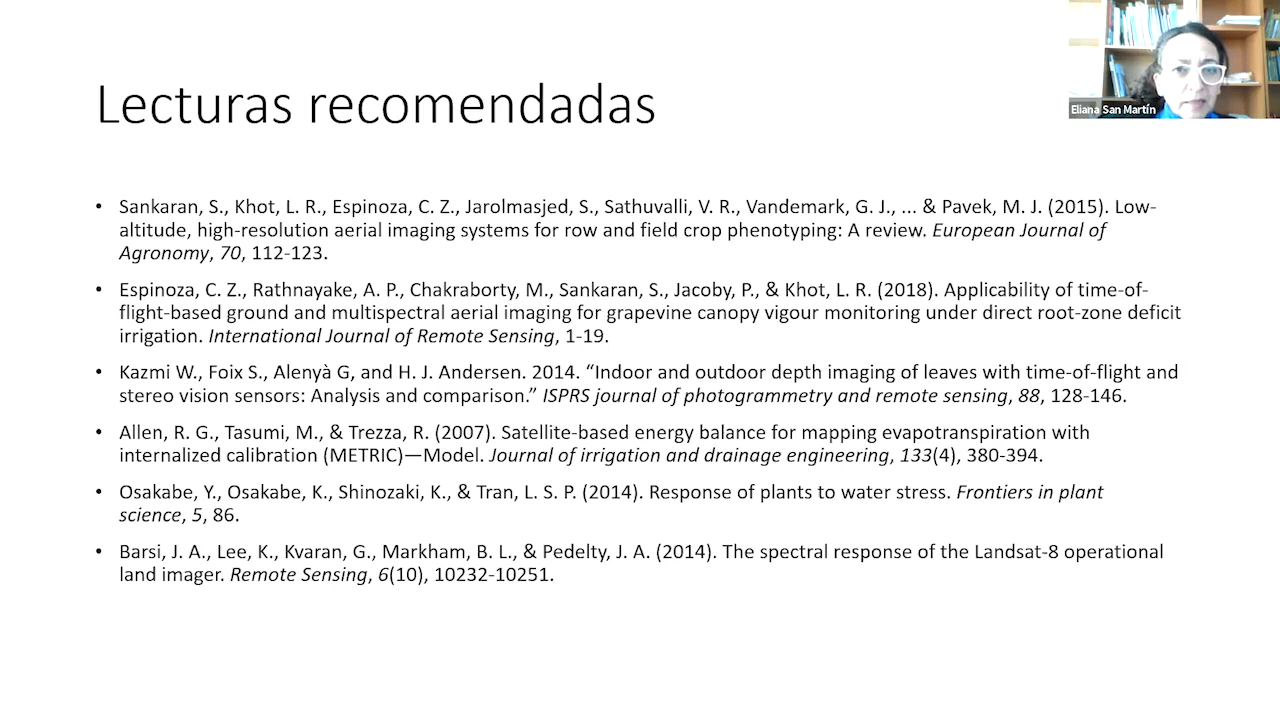 Lecturas recomendadas
Eliana San Martín
• Sankaran, S., Khot, L. R., Espinoza, C. Z., Jarolmasjed, S., Sathuvalli, V. R., Vandemark, G. J., ... & Pavek, M. J. (2015). Low-
altitude, high-resolution aerial imaging systems for row and field crop phenotyping: A review. European Journal of
Agronomy, 70, 112-123.
• Espinoza, C. Z., Rathnayake, A. P., Chakraborty, M., Sankaran, S., Jacoby, P., & Khot, L. R. (2018). Applicability of time-of-
flight-based ground and multispectral aerial imaging for grapevine canopy vigour monitoring under direct root-zone deficit
irrigation. International Journal of Remote Sensing, 1-19.
• Kazmi W., Foix S., Alenyà G, and H. J. Andersen. 2014. “Indoor and outdoor depth imaging of leaves with time-of-flight and
stereo vision sensors: Analysis and comparison.” ISPRS journal of photogrammetry and remote sensing, 88, 128-146.
• Allen, R. G., Tasumi, M., & Trezza, R. (2007). Satellite-based energy balance for mapping evapotranspiration with
internalized calibration (METRIC)—Model. Journal of irrigation and drainage engineering, 133(4), 380-394.
• Osakabe, Y., Osakabe, K., Shinozaki, K., & Tran, L. S. P. (2014). Response of plants to water stress. Frontiers in plant
science, 5, 86.
• Barsi, J. A., Lee, K., Kvaran, G., Markham, B. L., & Pedelty, J. A. (2014). The spectral response of the Landsat-8 operational
land imager. Remote Sensing, 6(10), 10232-10251.